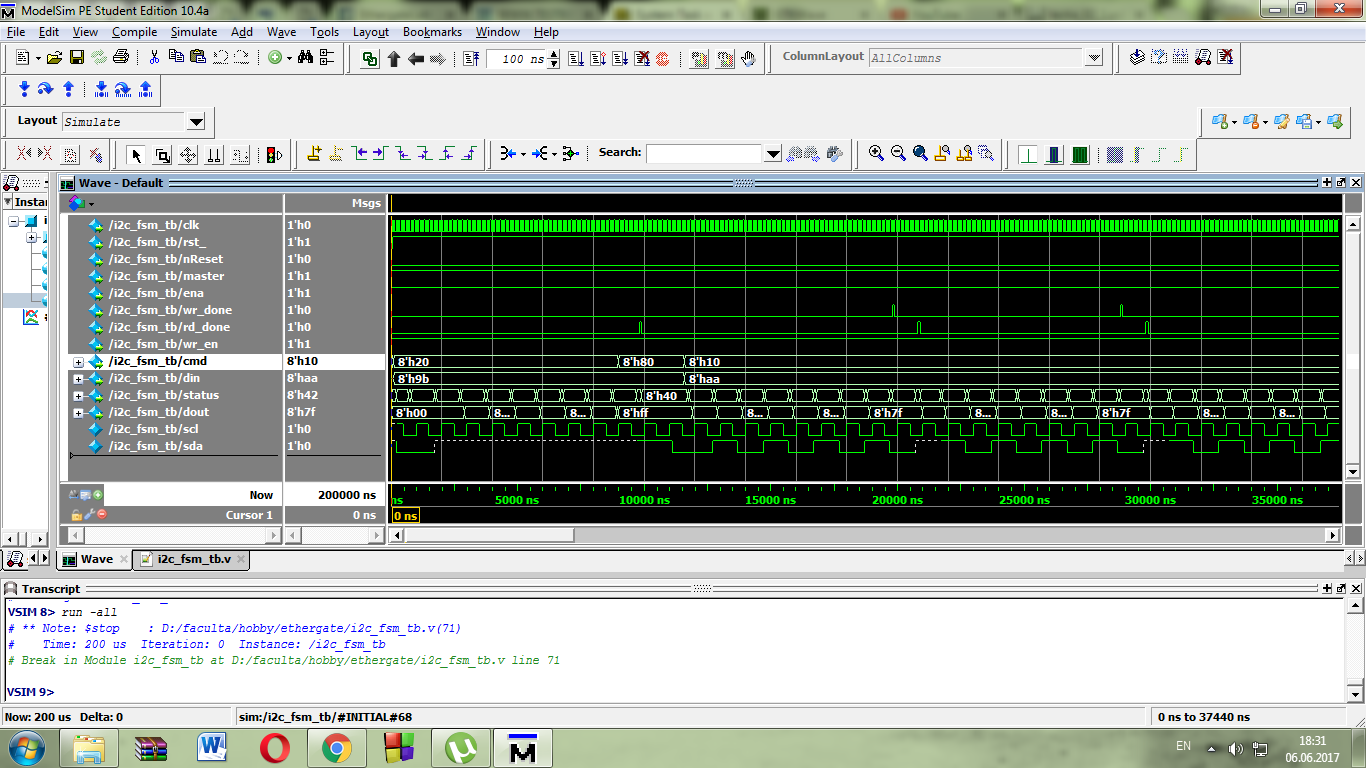 ModelSim PE Student Edition 10.4a
File Edit View Compile Simulate Add Wave Tools Layout Bookmarks Window Help
100 ns
ColumnLayout AllColumns
Layout Simulate
Search:
Instan
Wave - Default
Msgs
/i2c_fsm_tb/clk 1'h0
/i2c_fsm_tb/rst_ 1'h1
/i2c_fsm_tb/nReset 1'h0
/i2c_fsm_tb/master 1'h1
/i2c_fsm_tb/ena 1'h1
/i2c_fsm_tb/wr_done 1'h0
/i2c_fsm_tb/rd_done 1'h0
/i2c_fsm_tb/wr_en 1'h1
/i2c_fsm_tb/cmd 8'h10 8'h20 8'h80 8'h10
/i2c_fsm_tb/din 8'haa 8'h9b 8'haa
/i2c_fsm_tb/status 8'h42 8'h40
/i2c_fsm_tb/dout 8'h7f 8'h00 8... 8... 8'hff 8... 8... 8'h7f 8... 8... 8'h7f 8... 8...
/i2c_fsm_tb/scl 1'h0
/i2c_fsm_tb/sda 1'h0
Now 200000 ns ns 5000 ns 10000 ns 15000 ns 20000 ns 25000 ns 30000 ns 35000 ns
Cursor 1 0 ns 0 ns
Wave i2c_fsm_tb.v
Transcript
VSIM 8> run -all
# ** Note: $stop : D:/faculta/hobby/ethergate/i2c_fsm_tb.v(71)
# Time: 200 us Iteration: 0 Instance: /i2c_fsm_tb
# Break in Module i2c_fsm_tb at D:/faculta/hobby/ethergate/i2c_fsm_tb.v line 71
VSIM 9>
Now: 200 us Delta: 0 sim:/i2c_fsm_tb/#INITIAL#68 0 ns to 37440 ns
EN 18:31
06.06.2017